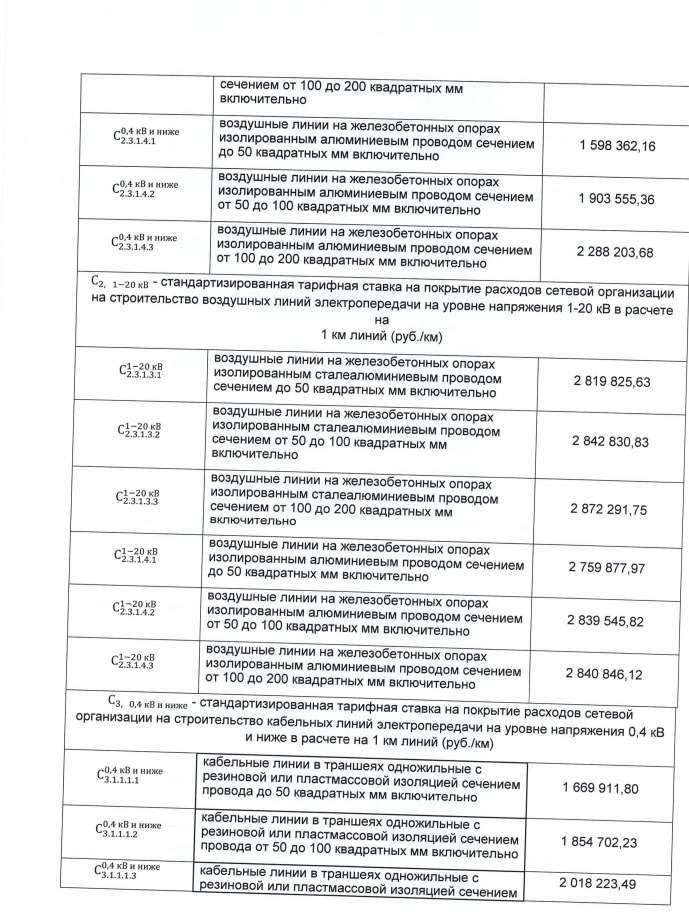 сечением от 100 до 200 квадратных мм
включительно
С0,4 кВ и ниже 2.3.1.4.1
воздушные линии на железобетонных опорах
изолированным алюминиевым проводом сечением
до 50 квадратных мм включительно
1 598 362,16
С0,4 кВ и ниже 2.3.1.4.2
воздушные линии на железобетонных опорах
изолированным алюминиевым проводом сечением
от 50 до 100 квадратных мм включительно
1 903 555,36
С0,4 кВ и ниже 2.3.1.4.3
воздушные линии на железобетонных опорах
изолированным алюминиевым проводом сечением
от 100 до 200 квадратных мм включительно
2 288 203,68
С2, 1−20 кВ - стандартизированная тарифная ставка на покрытие расходов сетевой организации
на строительство воздушных линий электропередачи на уровне напряжения 1-20 кВ в расчете
на
1 км линий (руб./км)
С1−20 кВ 2.3.1.3.1
воздушные линии на железобетонных опорах
изолированным сталеалюминиевым проводом
сечением до 50 квадратных мм включительно
2 819 825,63
С1−20 кВ 2.3.1.3.2
воздушные линии на железобетонных опорах
изолированным сталеалюминиевым проводом
сечением от 50 до 100 квадратных мм
включительно
2 842 830,83
С1−20 кВ 2.3.1.3.3
воздушные линии на железобетонных опорах
изолированным сталеалюминиевым проводом
сечением от 100 до 200 квадратных мм
включительно
2 872 291,75
С1−20 кВ 2.3.1.4.1
воздушные линии на железобетонных опорах
изолированным алюминиевым проводом сечением
до 50 квадратных мм включительно
2 759 877,97
С1−20 кВ 2.3.1.4.2
воздушные линии на железобетонных опорах
изолированным алюминиевым проводом сечением
от 50 до 100 квадратных мм включительно
2 839 545,82
С1−20 кВ 2.3.1.4.3
воздушные линии на железобетонных опорах
изолированным алюминиевым проводом сечением
от 100 до 200 квадратных мм включительно
2 840 846,12
С3, 0,4 кВ и ниже - стандартизированная тарифная ставка на покрытие расходов сетевой
организации на строительство кабельных линий электропередачи на уровне напряжения 0,4 кВ
и ниже в расчете на 1 км линий (руб./км)
С0,4 кВ и ниже 3.1.1.1.1
кабельные линии в траншеях одножильные с
резиновой или пластмассовой изоляцией сечением
провода до 50 квадратных мм включительно
1 669 911,80
С0,4 кВ и ниже 3.1.1.1.2
кабельные линии в траншеях одножильные с
резиновой или пластмассовой изоляцией сечением
провода от 50 до 100 квадратных мм включительно
1 854 702,23
С0,4 кВ и ниже 3.1.1.1.3
кабельные линии в траншеях одножильные с
резиновой или пластмассовой изоляцией сечением
2 018 223,49